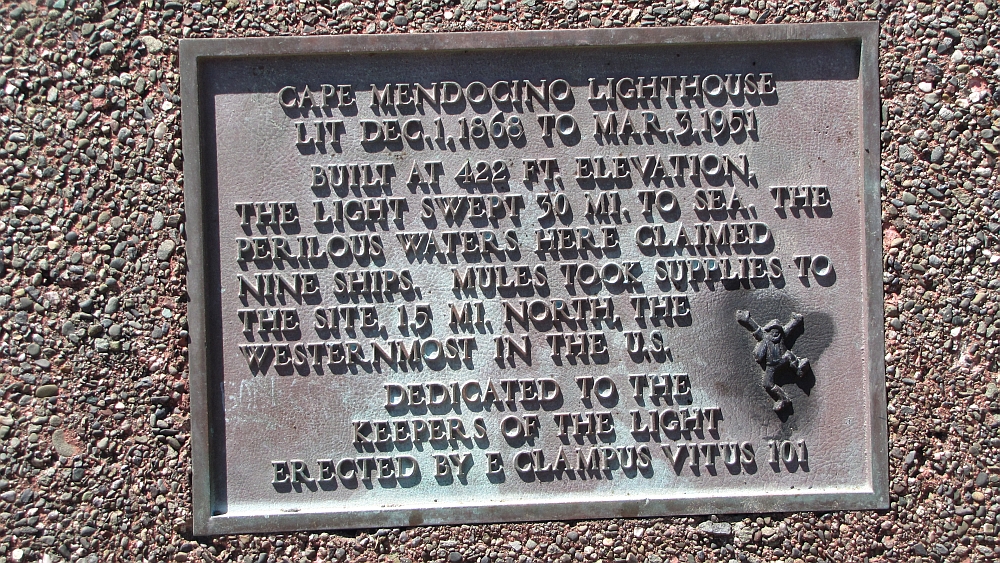 CAPE MENDOCINO LIGHTHOUSE
LIT DEC.1,1868 TO MAR.3,1951
BUILT AT 422 FT. ELEVATION,
THE LIGHT SWEPT 30 MI. TO SEA. THE
PERILOUS WATERS HERE CLAIMED
NINE SHIPS. MULES TOOK SUPPLIES TO
THE SITE, 15 MI. NORTH, THE
WESTERNMOST IN THE U.S.
DEDICATED TO THE
KEEPERS OF THE LIGHT
ERECTED BY E CLAMPUS VITUS 101